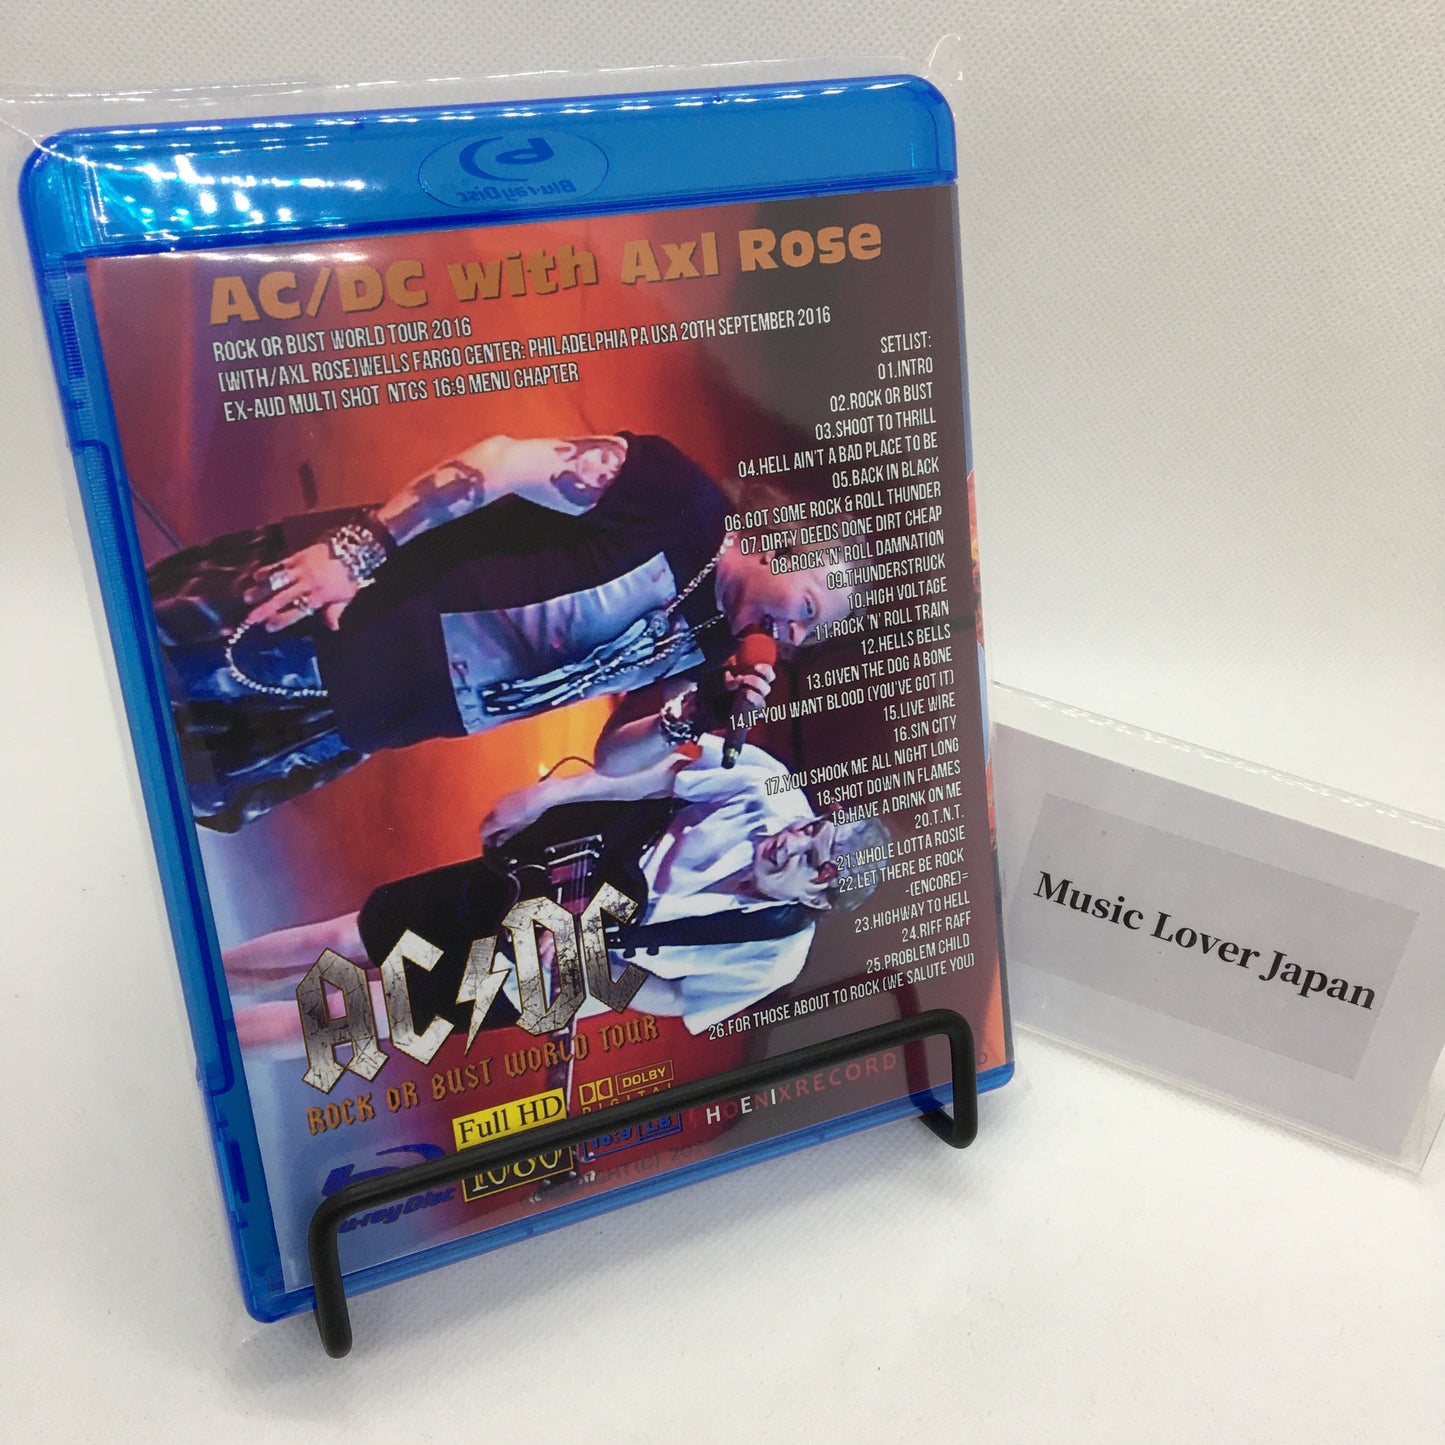 Blu-rayDisc
AC/DC with Axl Rose
ROCK OR BUST WORLD TOUR 2016
[WITH/AXL ROSE]WELLS FARGO CENTER: PHILADELPHIA PA USA 20TH SEPTEMBER 2016
EX-AUD MULTI SHOT NTCS 16:9 MENU CHAPTER
SETLIST:
01.INTRO
02.ROCK OR BUST
03.SHOOT TO THRILL
04.HELL AIN'T A BAD PLACE TO BE
05.BACK IN BLACK
06.GOT SOME ROCK & ROLL THUNDER
07.DIRTY DEEDS DONE DIRT CHEAP
08.ROCK 'N' ROLL DAMNATION
09.THUNDERSTRUCK
10.HIGH VOLTAGE
11.ROCK 'N' ROLL TRAIN
12.HELLS BELLS
13.GIVEN THE DOG A BONE
14.IF YOU WANT BLOOD (YOU'VE GOT IT)
15.LIVE WIRE
16.SIN CITY
17.YOU SHOOK ME ALL NIGHT LONG
18.SHOT DOWN IN FLAMES
19.HAVE A DRINK ON ME
20.T.N.T.
21.WHOLE LOTTA ROSIE
22.LET THERE BE ROCK
-(ENCORE)=
23.HIGHWAY TO HELL
24.RIFF RAFF
25.PROBLEM CHILD
26.FOR THOSE ABOUT TO ROCK (WE SALUTE YOU)
AC/DC
ROCK OR BUST WORLD TOUR
Full HD
1080
DOLBY
DIGITAL
16:9 LB
PHOENIXRECORD
Music Lover Japan